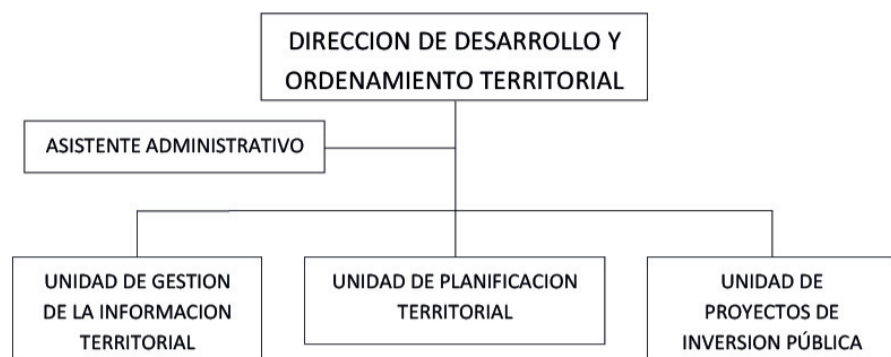 DIRECCION DE DESARROLLO Y
ORDENAMIENTO TERRITORIAL
ASISTENTE ADMINISTRATIVO
UNIDAD DE GESTION
DE LA INFORMACION
TERRITORIAL
UNIDAD DE PLANIFICACION
TERRITORIAL
UNIDAD DE
PROYECTOS DE
INVERSION PÚBLICA